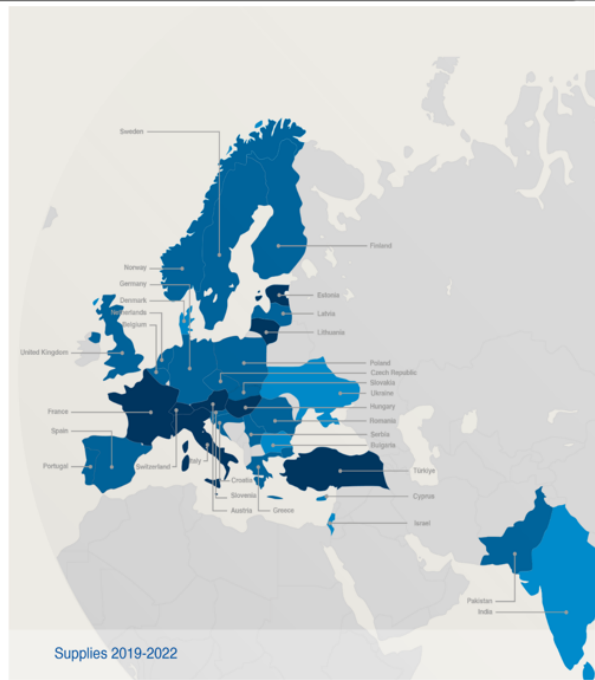 Sweden
Finland
Norway
Germany
Estonia
Denmark
Netherlands
Latvia
Belgium
Lithuania
United Kingdom
Poland
Czech Republic
Slovakia
Ukraine
Hungary
France
Romania
Spain
Serbia
Bulgaria
Portugal
Switzerland
Italy
Türkiye
Croatia
Slovenia
Cyprus
Austria
Greece
Israel
Pakistan
India
Supplies 2019-2022